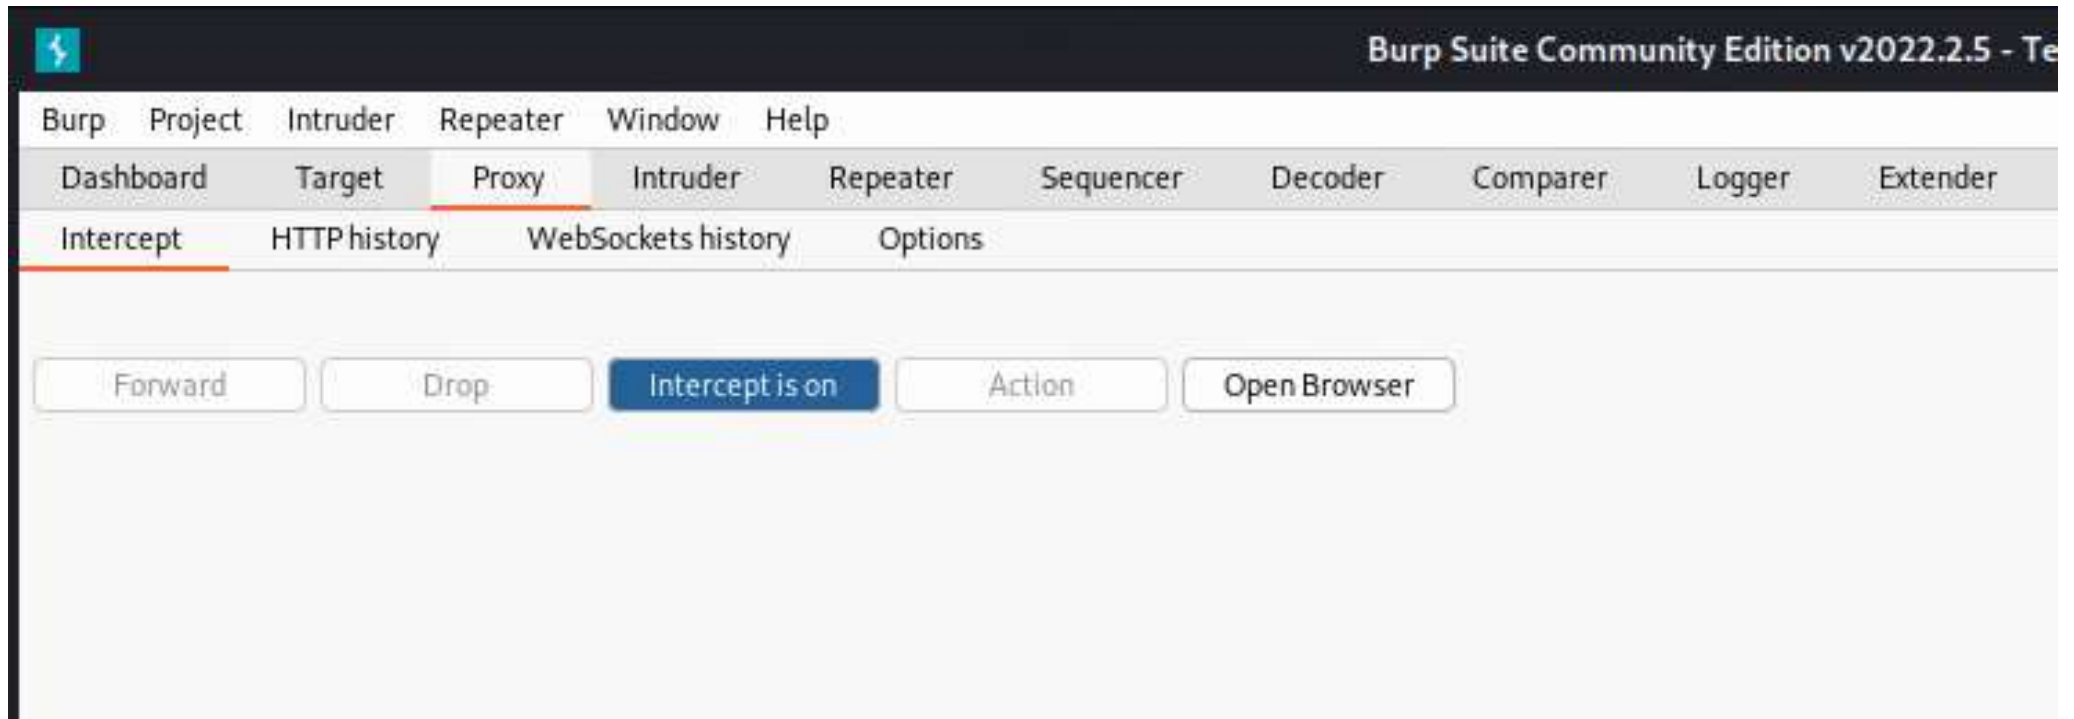 Burp Suite Community Edition v2022.2.5 - Te
Burp Project Intruder Repeater Window Help
Dashboard Target Proxy Intruder Repeater Sequencer Decoder Comparer Logger Extender
Intercept HTTP history WebSockets history Options
Forward Drop Intercept is on Action Open Browser